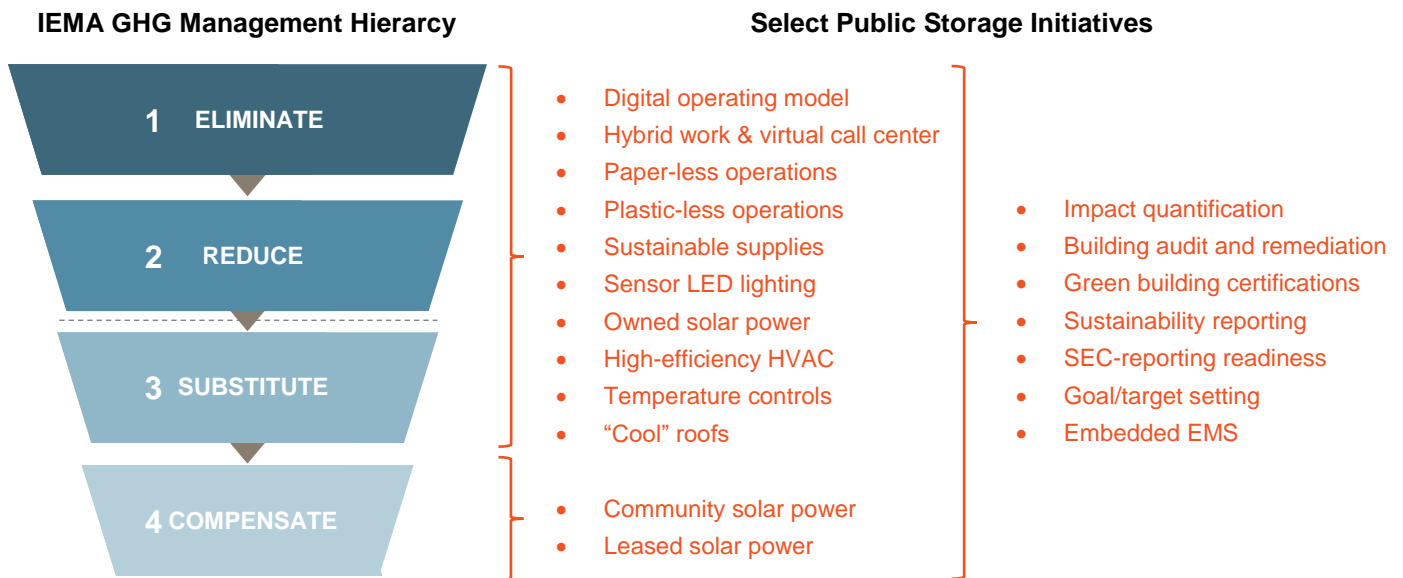 IEMA GHG Management Hierarcy
Select Public Storage Initiatives
1 ELIMINATE
2 REDUCE
3 SUBSTITUTE
4 COMPENSATE
• Digital operating model
• Hybrid work & virtual call center
• Paper-less operations
• Plastic-less operations
• Sustainable supplies
• Sensor LED lighting
• Owned solar power
• High-efficiency HVAC
• Temperature controls
• “Cool” roofs
• Community solar power
• Leased solar power
• Impact quantification
• Building audit and remediation
• Green building certifications
• Sustainability reporting
• SEC-reporting readiness
• Goal/target setting
• Embedded EMS